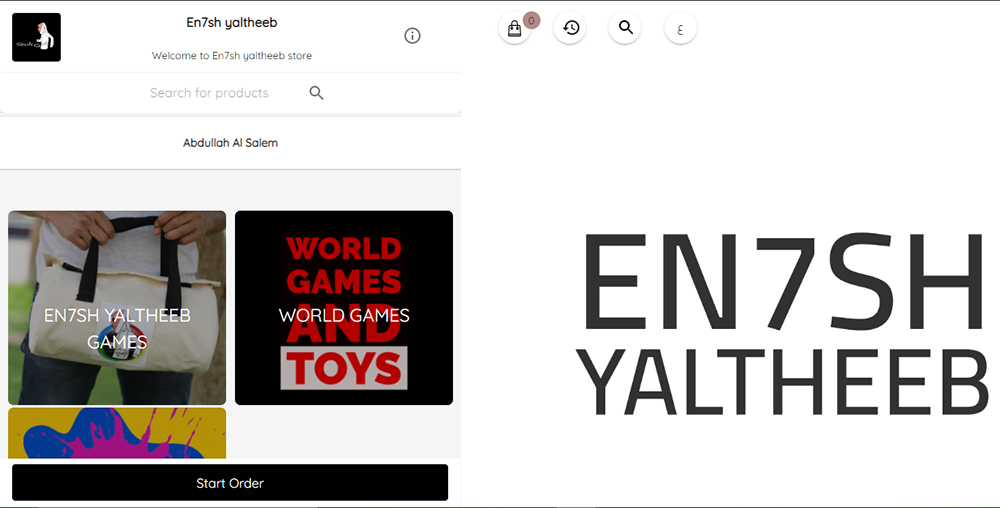 En7sh yaltheeb
Welcome to En7sh yaltheeb store
Search for products
Abdullah Al Salem
EN7SH YALTHEEB
GAMES
WORLD
GAMES
AND
TOYS
WORLD GAMES
Start Order
0
ع
EN7SH
YALTHEEB